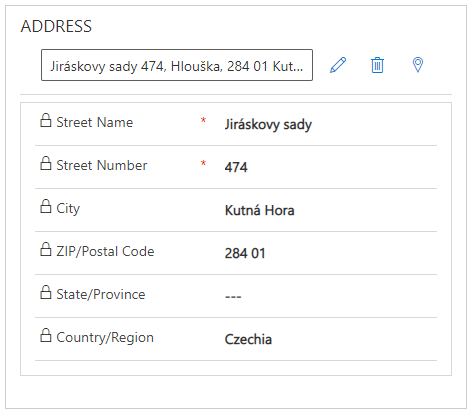 ADDRESS
Jiráskovy sady 474, Hlouška, 284 01 Kut...
Street Name * Jiráskovy sady
Street Number * 474
City Kutná Hora
ZIP/Postal Code 284 01
State/Province ---
Country/Region Czechia